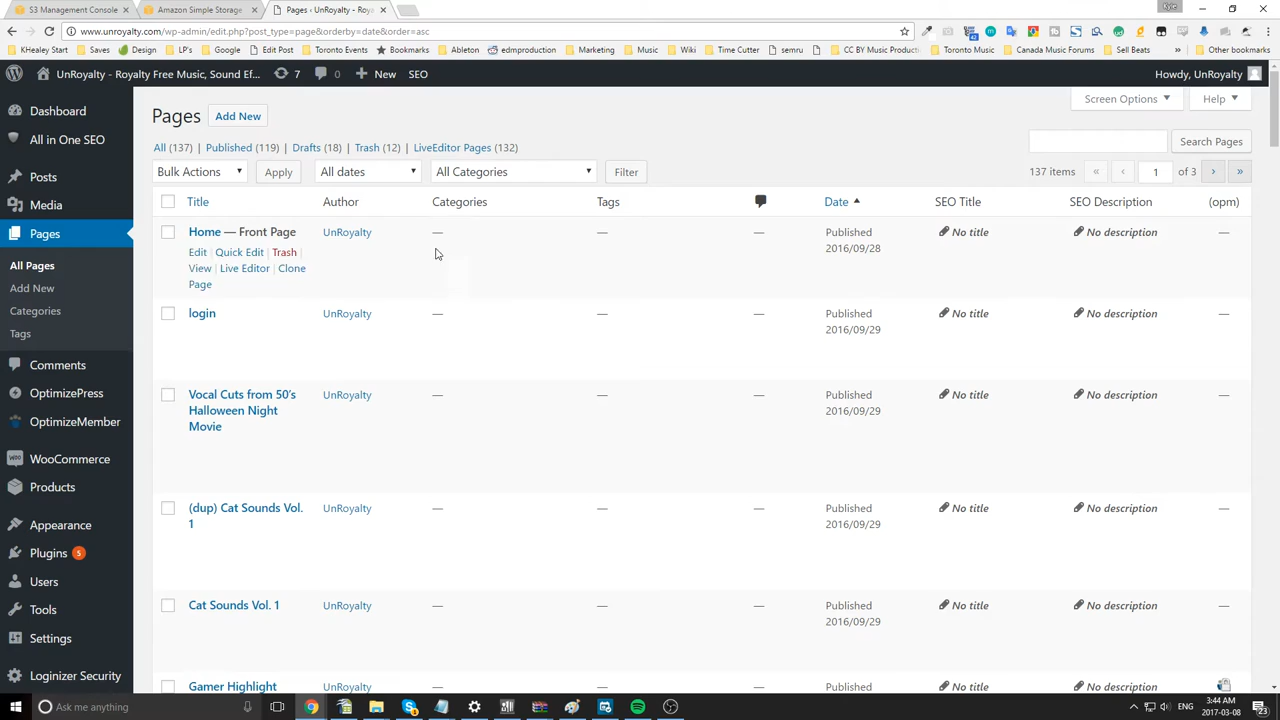 S3 Management Console
Amazon Simple Storage
Pages ‹ UnRoyalty - Roya
Kyle
www.unroyalty.com/wp-admin/edit.php?post_type=page&orderby=date&order=asc
KHealey Start
Saves
Design
LP's
Google
Edit Photo
Toronto Events
Bookmarks
Ableton
edmproduction
Marketing
Music
Wiki
Time Cutter
semru
CC BY Music Producti
Toronto Music
Canada Music Forums
Sell Beats
»
Other bookmarks
UnRoyalty - Royalty Free Music, Sound Ef...
7
0
+ New
SEO
Howdy, UnRoyalty
Dashboard
All in One SEO
Posts
Media
Pages
All Pages
Add New
Categories
Tags
Comments
OptimizePress
OptimizeMember
WooCommerce
Products
Appearance
Plugins 5
Users
Tools
Settings
Loginizer Security
Screen Options
Help
Pages Add New
All (137) | Published (119) | Drafts (18) | Trash (12) | LiveEditor Pages (132)
Search Pages
Bulk Actions
Apply
All dates
All Categories
Filter
137 items « ‹ 1 of 3 › »
Title Author Categories Tags Date SEO Title SEO Description (opm)
Home — Front Page UnRoyalty — — — Published No title No description —
2016/09/28
Edit | Quick Edit | Trash |
View | Live Editor | Clone
Page
login UnRoyalty — — — Published No title No description —
2016/09/29
Vocal Cuts from 50's UnRoyalty — — — Published No title No description —
Halloween Night 2016/09/29
Movie
(dup) Cat Sounds Vol. UnRoyalty — — — Published No title No description —
1 2016/09/29
Cat Sounds Vol. 1 UnRoyalty — — — Published No title No description —
2016/09/29
Gamer Highlight UnRoyalty — — — Published No title No description
Ask me anything
ENG
3:44 AM
2017-03-08
23